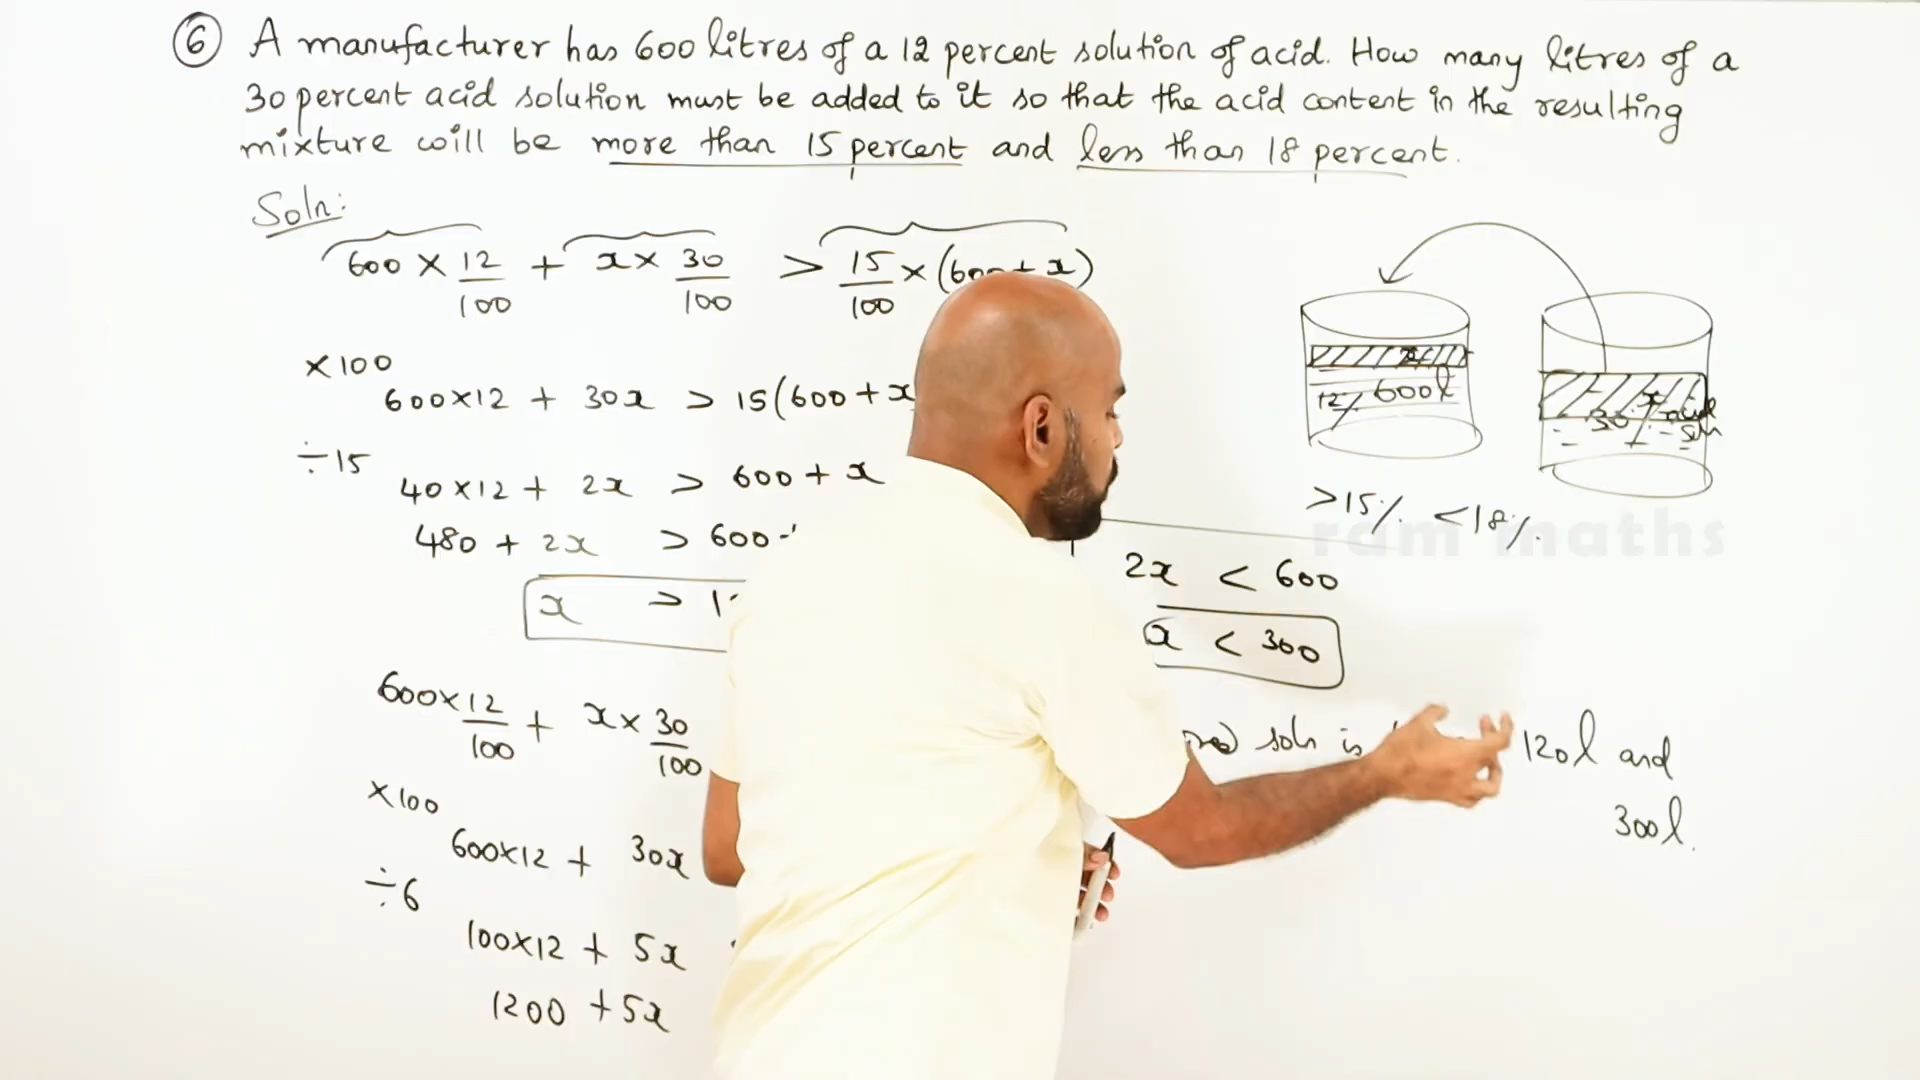 6 A manufacturer has 600 litres of a 12 percent solution of acid. How many litres of a
30 percent acid solution must be added to it so that the acid content in the resulting
mixture will be more than 15 percent and less than 18 percent.
Soln:
600 × 12/100 + x × 30/100 > 15/100 × (600 + x)
×100
600×12 + 30x > 15(600 + x
÷15
40×12 + 2x > 600 + x
480 + 2x > 600
x > 1
600×12/100 + x × 30/100
×100
600×12 + 30x
÷6
100×12 + 5x
1200 + 5x
12% 600l
30%
>15% <18%
ram maths
2x < 600
x < 300
soln is 120l and
300l.